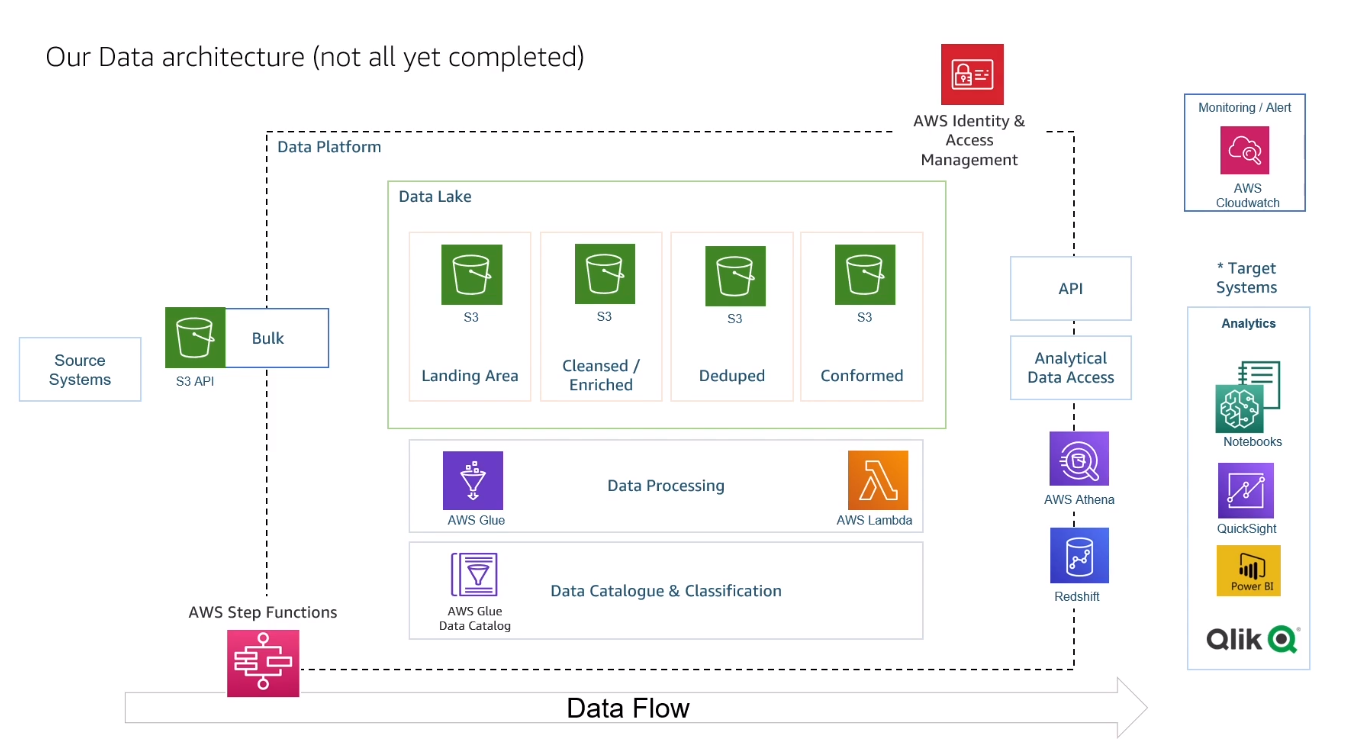 Our Data architecture (not all yet completed)
AWS Identity &
Access
Management
Monitoring / Alert
AWS
Cloudwatch
Data Platform
Data Lake
S3
Landing Area
S3
Cleansed /
Enriched
S3
Deduped
S3
Conformed
Source
Systems
Bulk
S3 API
API
Analytical
Data Access
AWS Athena
Redshift
* Target
Systems
Analytics
Notebooks
QuickSight
Power BI
Qlik
AWS Glue
Data Processing
AWS Lambda
AWS Glue
Data Catalog
Data Catalogue & Classification
AWS Step Functions
Data Flow